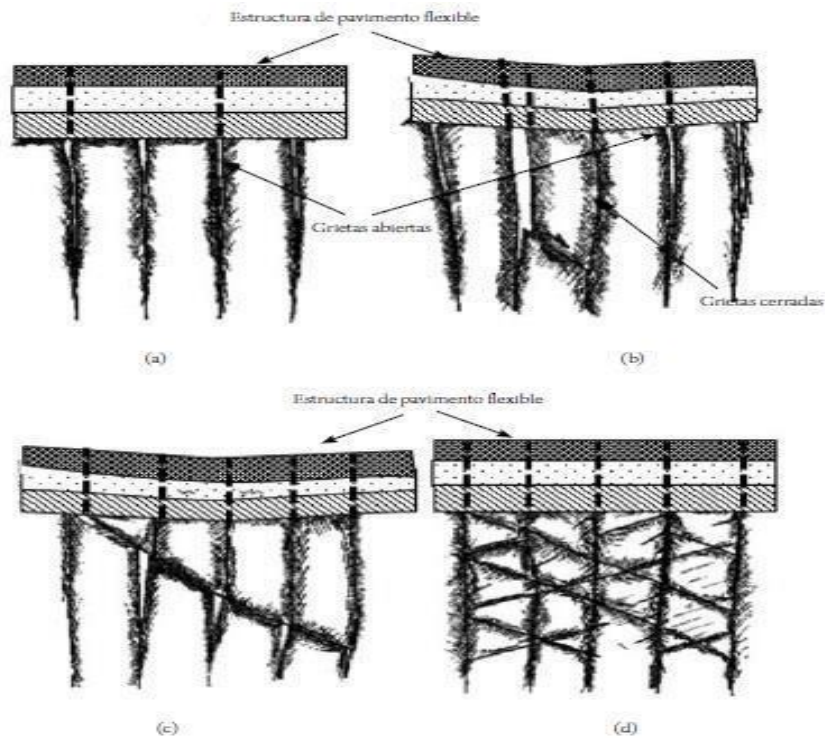 Estructura de pavimento flexible
Grietas abiertas
Grietas cerradas
(a)
(b)
Estructura de pavimento flexible
(c)
(d)